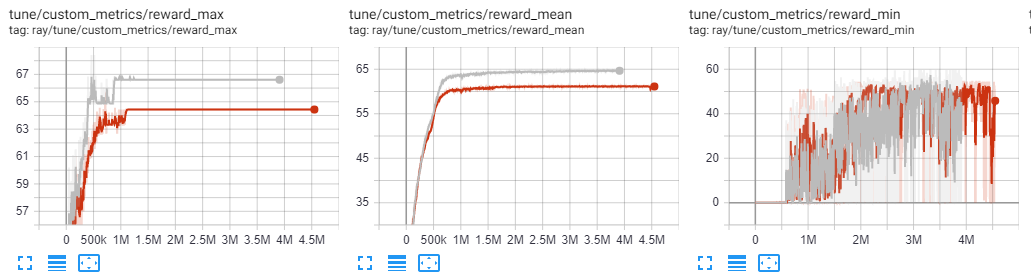 tune/custom_metrics/reward_max
tag: ray/tune/custom_metrics/reward_max
67
65
63
61
59
57
0 500k 1M 1.5M 2M 2.5M 3M 3.5M 4M 4.5M
tune/custom_metrics/reward_mean
tag: ray/tune/custom_metrics/reward_mean
65
55
45
35
0 500k 1M 1.5M 2M 2.5M 3M 3.5M 4M 4.5M
tune/custom_metrics/reward_min
tag: ray/tune/custom_metrics/reward_min
60
40
20
0
0 1M 2M 3M 4M